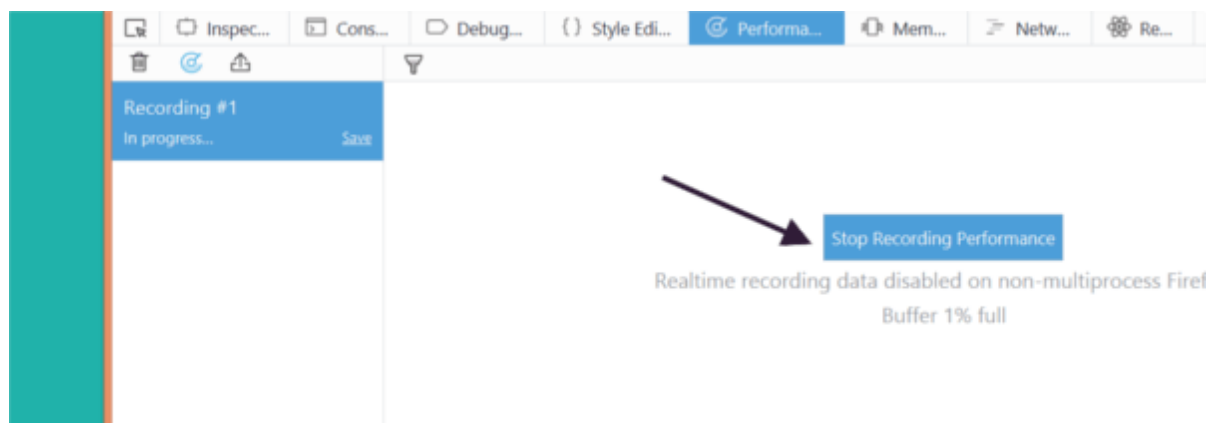 Inspec... Cons... Debug... {} Style Edi... Performa... Mem... Netw... Re...
Recording #1
In progress... Save
Stop Recording Performance
Realtime recording data disabled on non-multiprocess Firef
Buffer 1% full